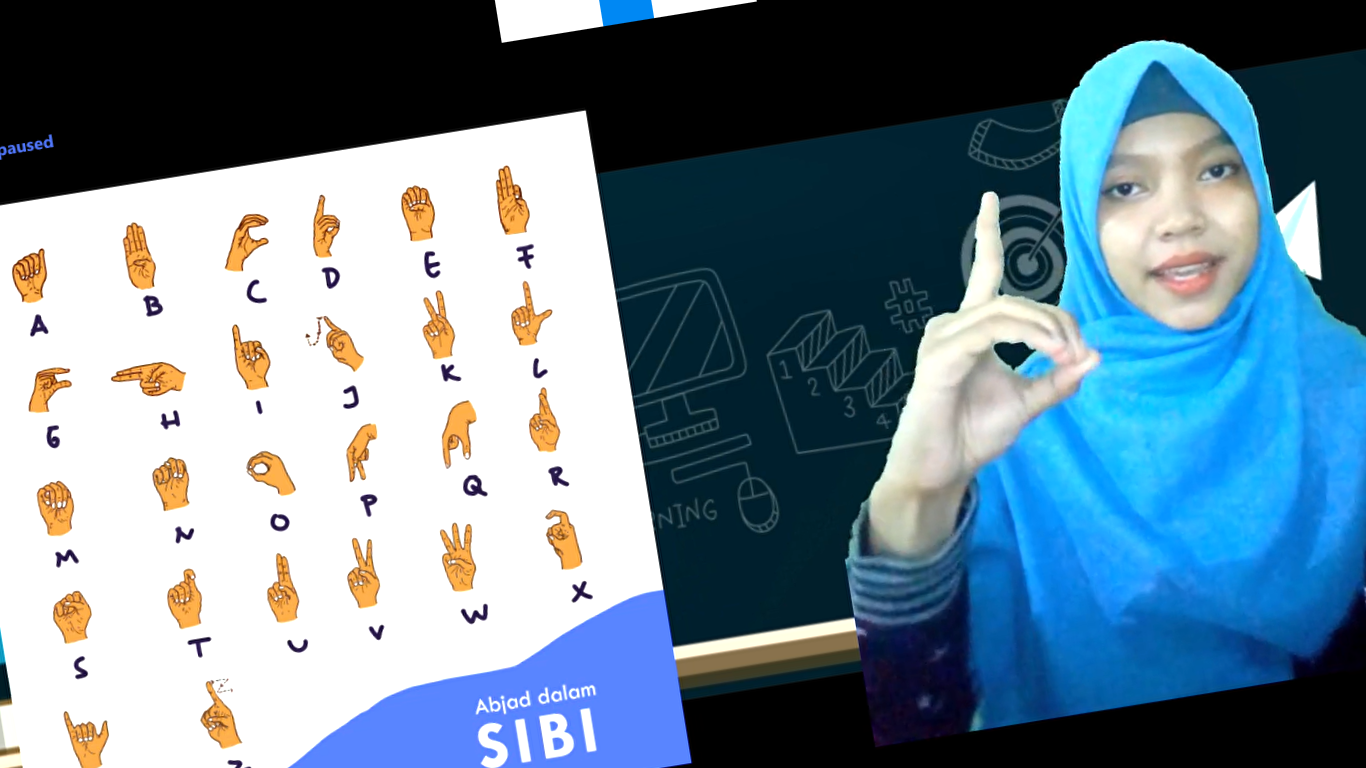 paused
A B C D E F
G H I J K L
M N O P Q R
S T U V W X
Z
Abjad dalam
SIBI
#
1
2
3
4
NING